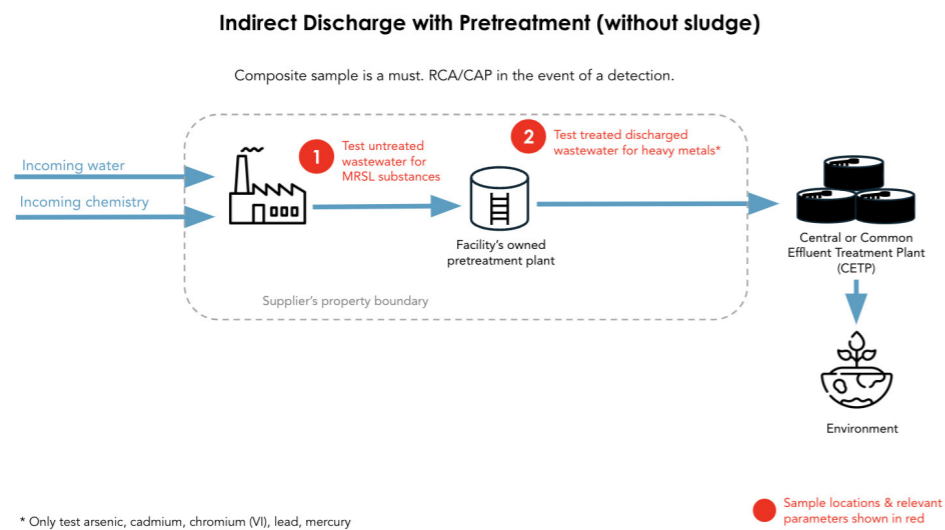 Indirect Discharge with Pretreatment (without sludge)
Composite sample is a must. RCA/CAP in the event of a detection.
Incoming water
Incoming chemistry
1
Test untreated
wastewater for
MRSL substances
2
Test treated discharged
wastewater for heavy metals*
Facility's owned
pretreatment plant
Supplier's property boundary
Central or Common
Effluent Treatment Plant
(CETP)
Environment
* Only test arsenic, cadmium, chromium (VI), lead, mercury
Sample locations & relevant
parameters shown in red